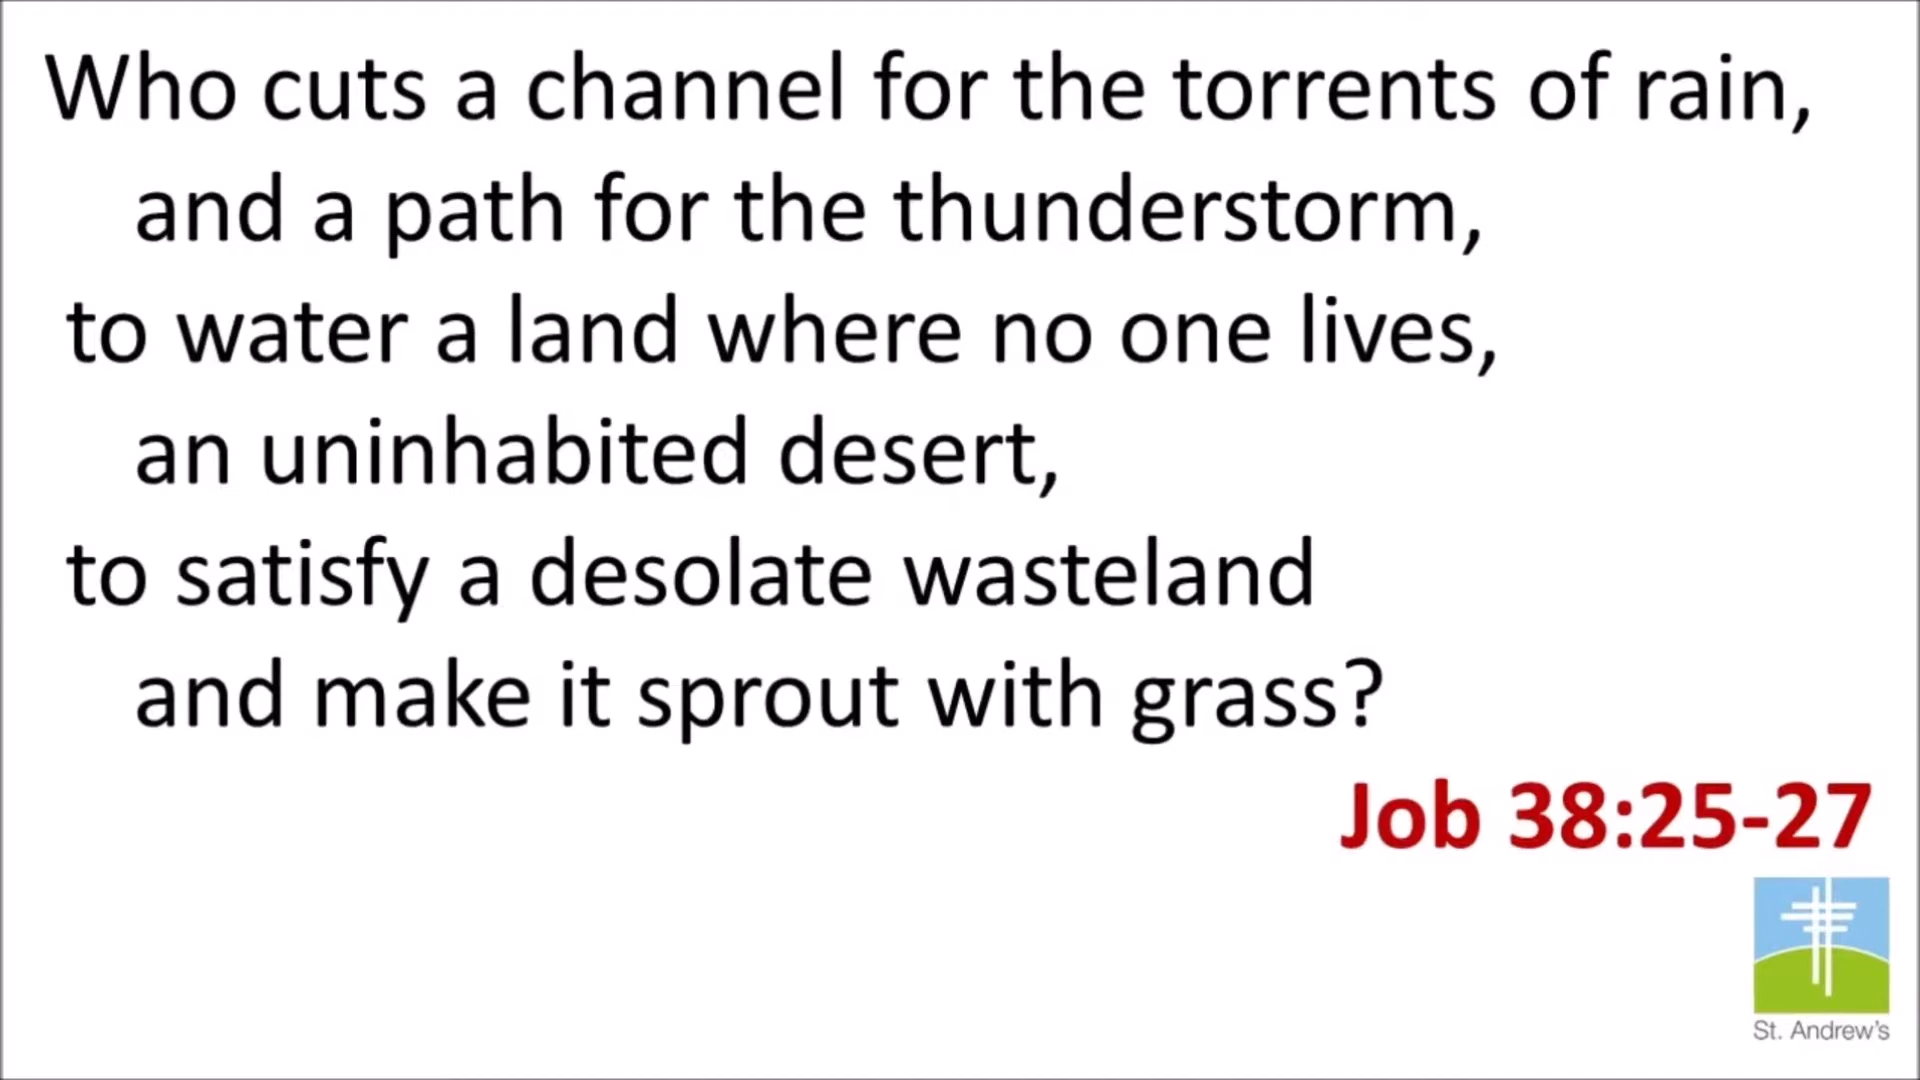 Who cuts a channel for the torrents of rain,
and a path for the thunderstorm,
to water a land where no one lives,
an uninhabited desert,
to satisfy a desolate wasteland
and make it sprout with grass?
Job 38:25-27
St. Andrew's